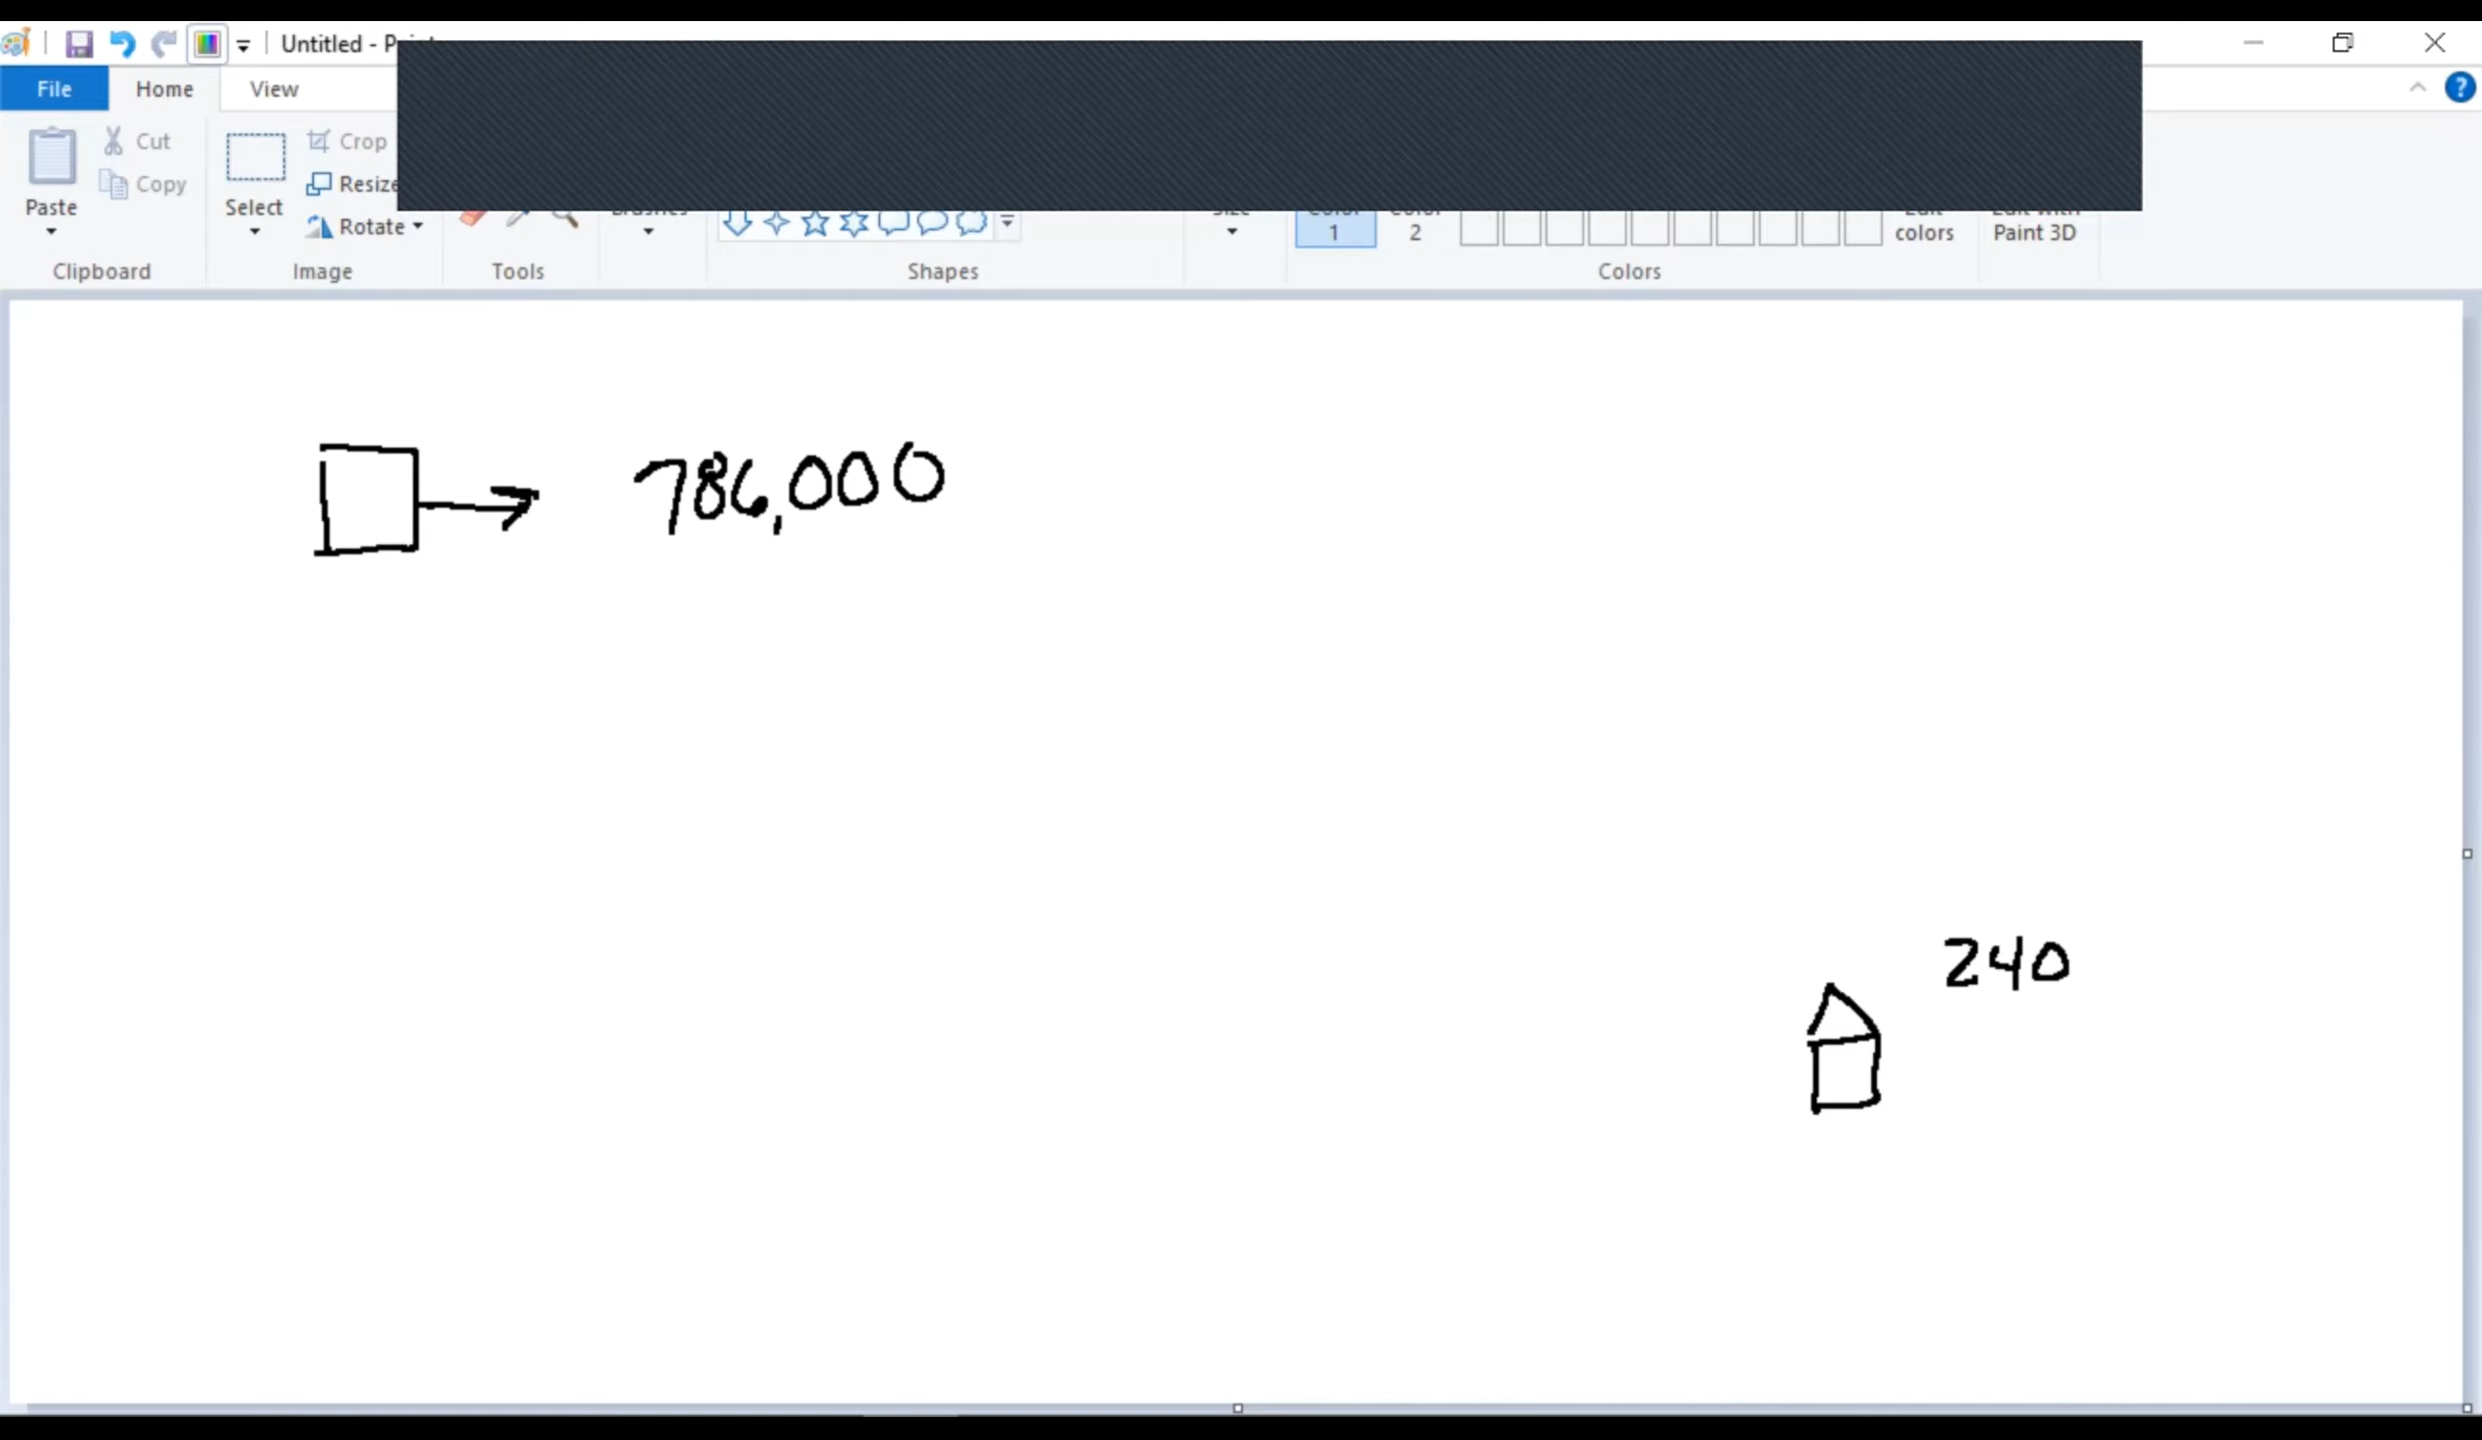 Untitled - Paint
File Home View
Cut Crop
Copy Resize
Paste Select Rotate 1 2 colors Paint 3D
Clipboard Image Tools Shapes Colors
786,000
240